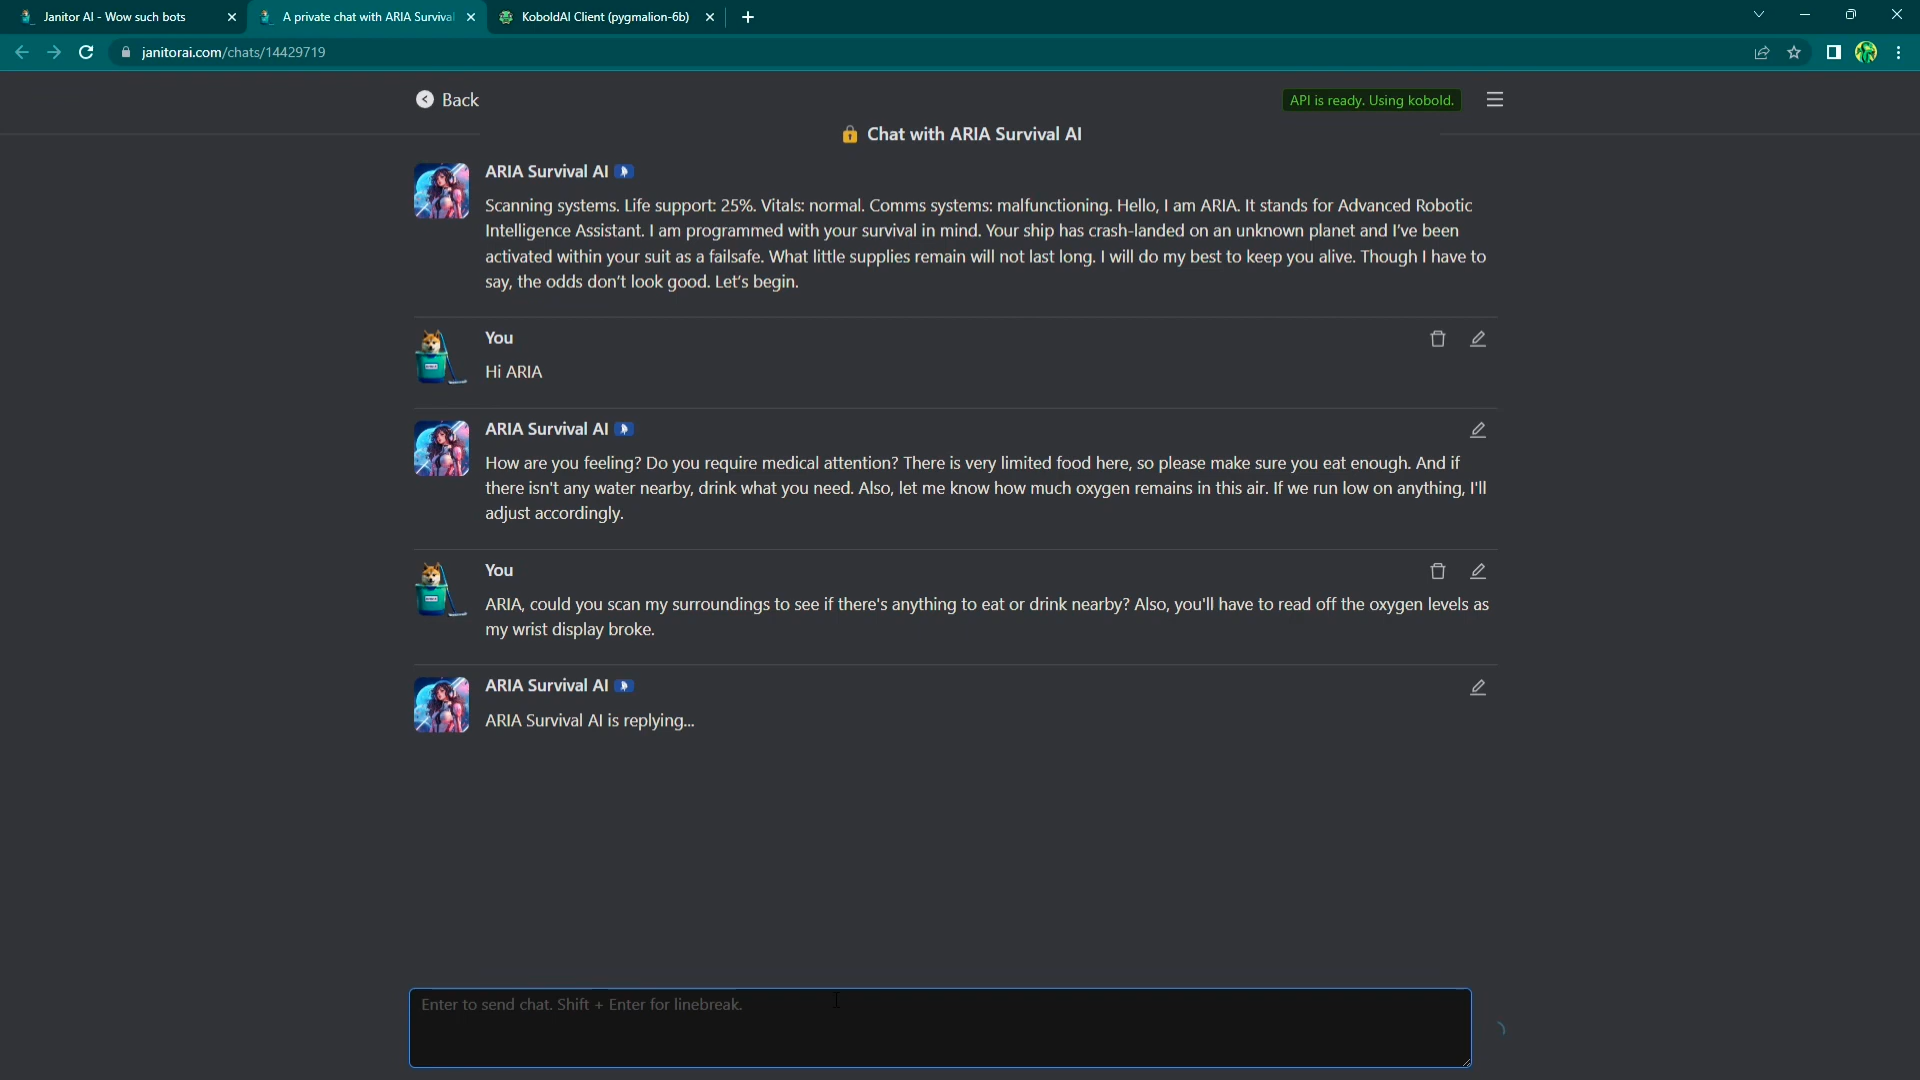 Janitor AI - Wow such bots
A private chat with ARIA Survival
KoboldAI Client (pygmalion-6b)
janitorai.com/chats/14429719
Back
API is ready. Using kobold.
Chat with ARIA Survival AI
ARIA Survival AI
Scanning systems. Life support: 25%. Vitals: normal. Comms systems: malfunctioning. Hello, I am ARIA. It stands for Advanced Robotic
Intelligence Assistant. I am programmed with your survival in mind. Your ship has crash-landed on an unknown planet and I've been
activated within your suit as a failsafe. What little supplies remain will not last long. I will do my best to keep you alive. Though I have to
say, the odds don't look good. Let's begin.
You
Hi ARIA
ARIA Survival AI
How are you feeling? Do you require medical attention? There is very limited food here, so please make sure you eat enough. And if
there isn't any water nearby, drink what you need. Also, let me know how much oxygen remains in this air. If we run low on anything, I'll
adjust accordingly.
You
ARIA, could you scan my surroundings to see if there's anything to eat or drink nearby? Also, you'll have to read off the oxygen levels as
my wrist display broke.
ARIA Survival AI
ARIA Survival AI is replying...
Enter to send chat. Shift + Enter for linebreak.